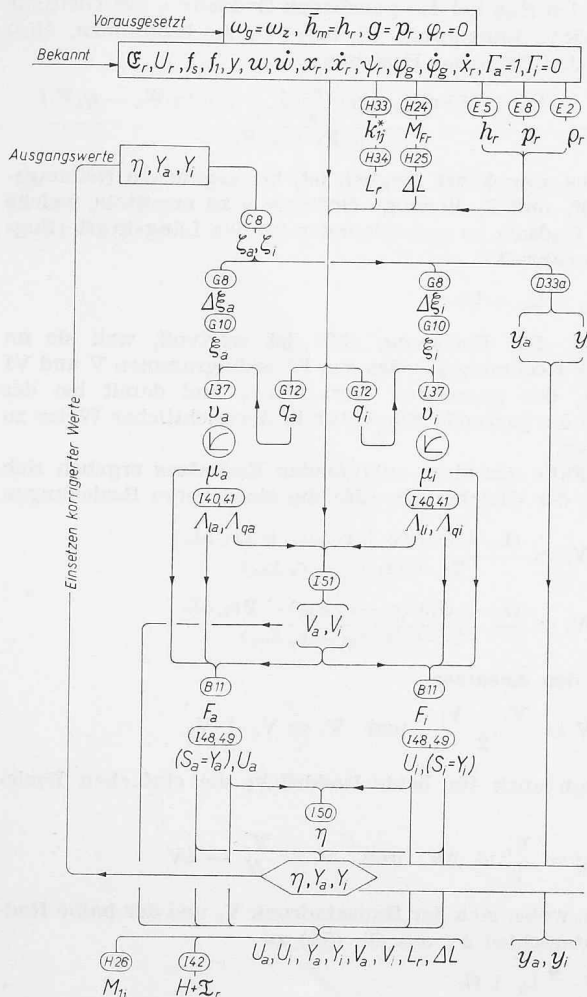 Vorausgesetzt
ω_g=ω_z, h_m=h_r, g=p_r, φ_r=0
Bekannt
𝔈_r, U_r, f_s, f_1, y, w, ẇ, x_r, ẋ_r, ψ_r, φ_g, φ̇_g, χ̇_r, Γ_a=1, Γ_i=0
H33 H24 E5 E8 E2
k*_1j M_Fr h_r p_r ρ_r
H34 H25
L_r ΔL
Ausgangswerte
η, Y_a, Y_i
C8
ζ_a, ζ_i
G8 G8 D33a
Δξ_a Δξ_i
G10 G10
ξ_a ξ_i y_a y
I37 G12 G12 I37
υ_a q_a q_i υ_i
μ_a μ_i
I40,41 I40,41
Λ_la, Λ_qa Λ_li, Λ_qi
Einsetzen korrigierter Werte
I51
V_a, V_i
B11 B11
F_a F_i
I48,49 I48,49
(S_a=Y_a), U_a U_i, (S_i=Y_i)
I50
η
η, Y_a, Y_i
H26 I42
U_a, U_i, Y_a, Y_i, V_a, V_i, L_r, ΔL y_a, y_i
M_1j H+𝔗_r